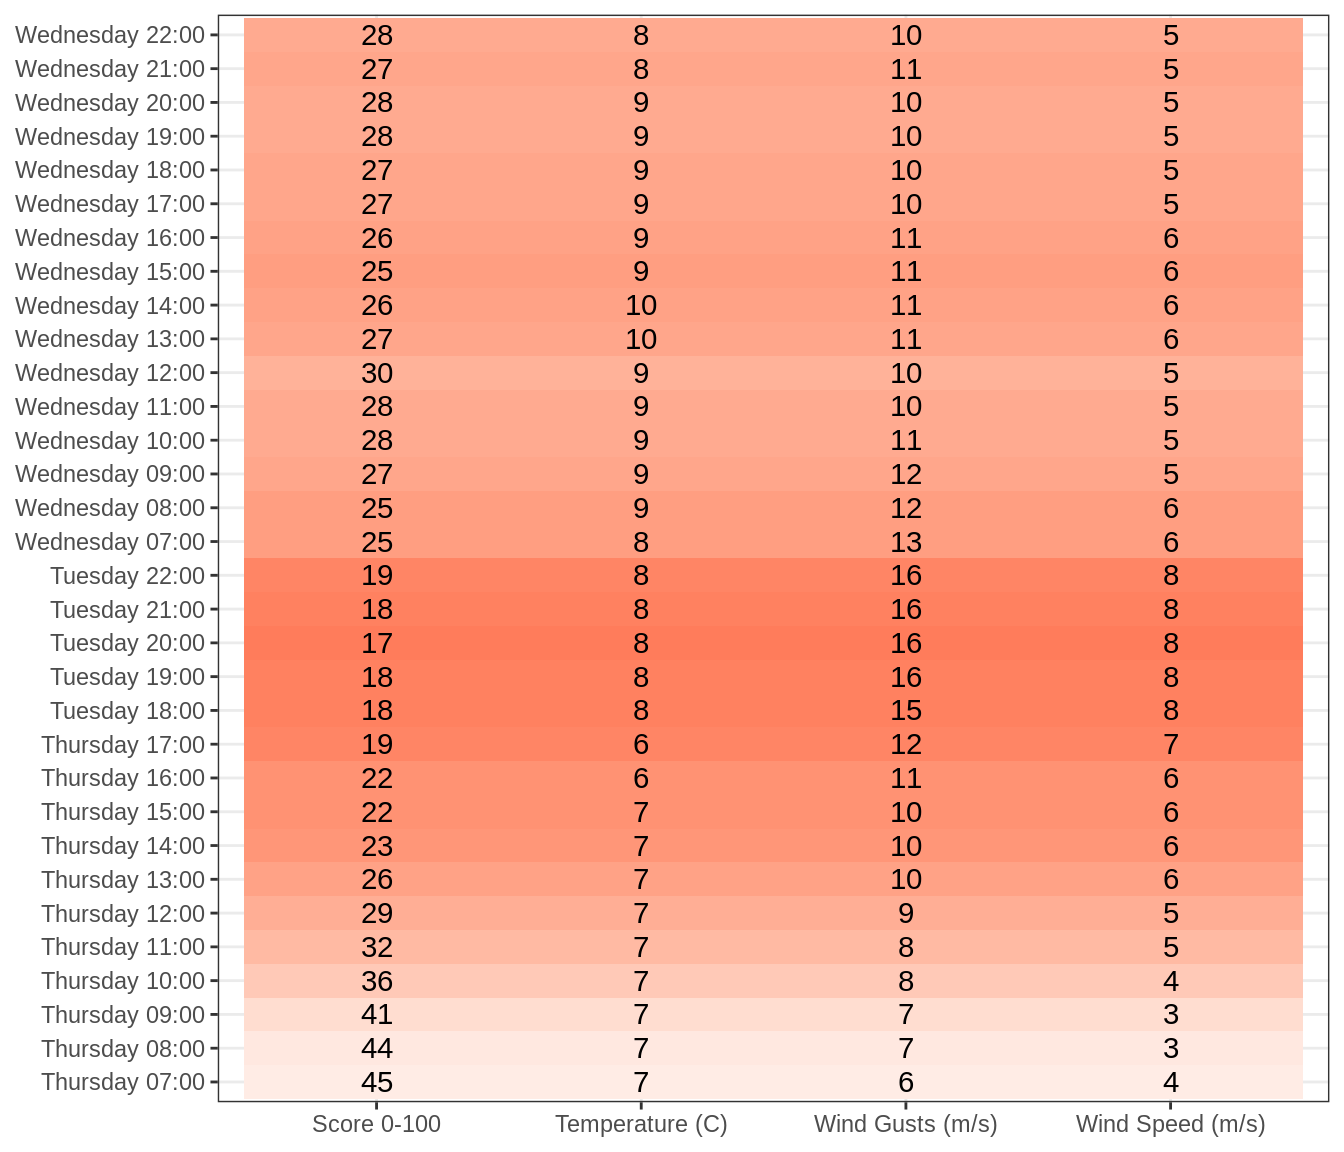 Wednesday 22:00 28 8 10 5
Wednesday 21:00 27 8 11 5
Wednesday 20:00 28 9 10 5
Wednesday 19:00 28 9 10 5
Wednesday 18:00 27 9 10 5
Wednesday 17:00 27 9 10 5
Wednesday 16:00 26 9 11 6
Wednesday 15:00 25 9 11 6
Wednesday 14:00 26 10 11 6
Wednesday 13:00 27 10 11 6
Wednesday 12:00 30 9 10 5
Wednesday 11:00 28 9 10 5
Wednesday 10:00 28 9 11 5
Wednesday 09:00 27 9 12 5
Wednesday 08:00 25 9 12 6
Wednesday 07:00 25 8 13 6
Tuesday 22:00 19 8 16 8
Tuesday 21:00 18 8 16 8
Tuesday 20:00 17 8 16 8
Tuesday 19:00 18 8 16 8
Tuesday 18:00 18 8 15 8
Thursday 17:00 19 6 12 7
Thursday 16:00 22 6 11 6
Thursday 15:00 22 7 10 6
Thursday 14:00 23 7 10 6
Thursday 13:00 26 7 10 6
Thursday 12:00 29 7 9 5
Thursday 11:00 32 7 8 5
Thursday 10:00 36 7 8 4
Thursday 09:00 41 7 7 3
Thursday 08:00 44 7 7 3
Thursday 07:00 45 7 6 4
Score 0-100 Temperature (C) Wind Gusts (m/s) Wind Speed (m/s)